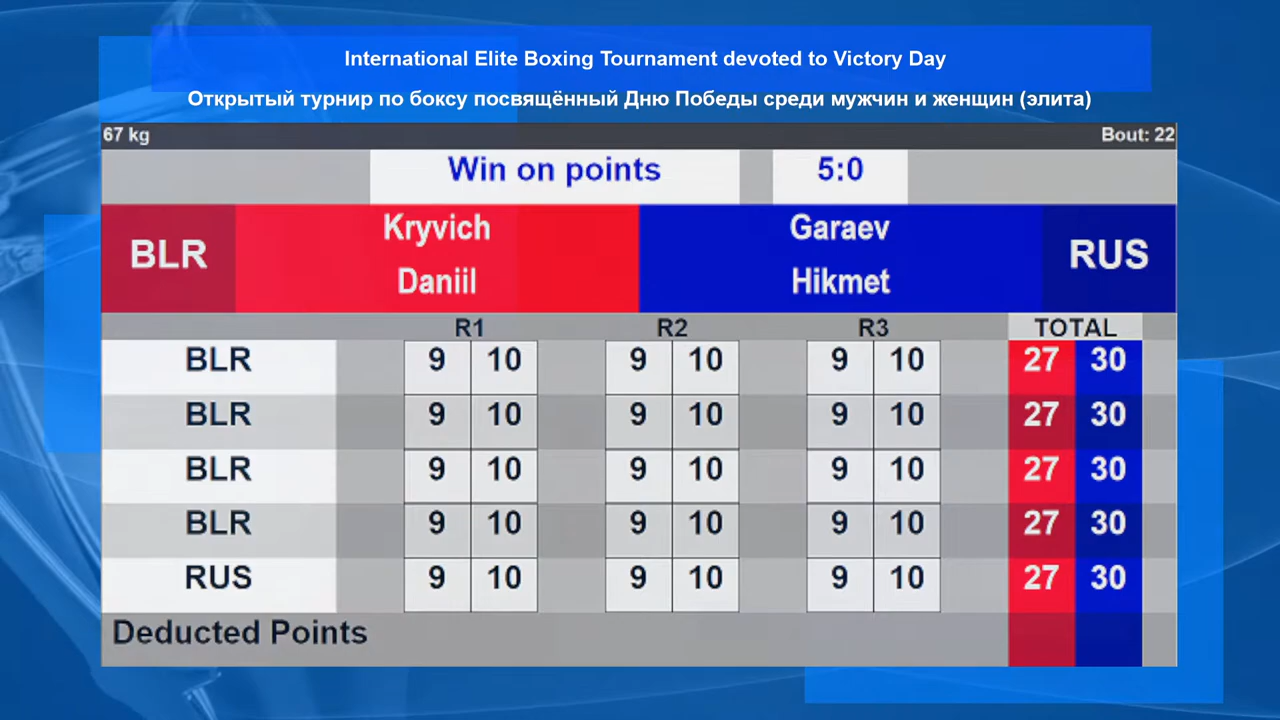 International Elite Boxing Tournament devoted to Victory Day
Открытый турнир по боксу посвящённый Дню Победы среди мужчин и женщин (элита)
67 kg Bout: 22
Win on points 5:0
BLR Kryvich Daniil Garaev Hikmet RUS
R1 R2 R3 TOTAL
BLR 9 10 9 10 9 10 27 30
BLR 9 10 9 10 9 10 27 30
BLR 9 10 9 10 9 10 27 30
BLR 9 10 9 10 9 10 27 30
RUS 9 10 9 10 9 10 27 30
Deducted Points